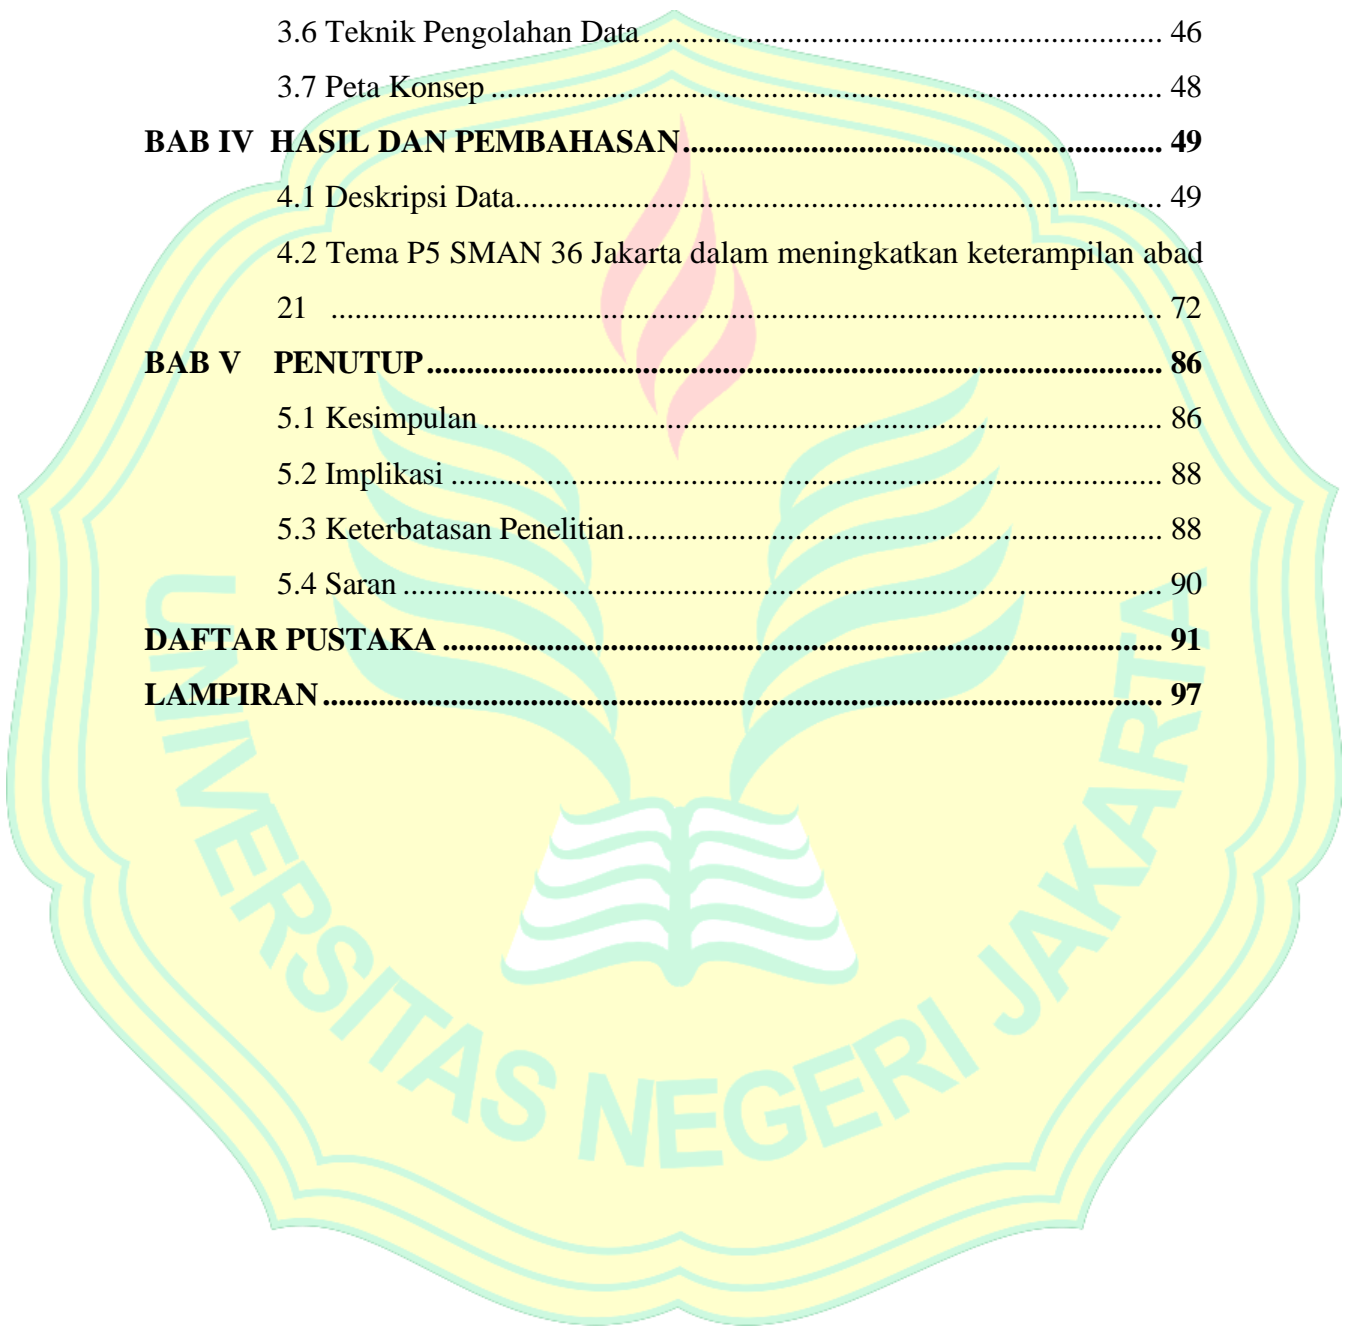 3.6 Teknik Pengolahan Data.................................................................. 46
3.7 Peta Konsep ..................................................................................... 48
BAB IV  HASIL DAN PEMBAHASAN............................................................. 49
4.1 Deskripsi Data.................................................................................. 49
4.2 Tema P5 SMAN 36 Jakarta dalam meningkatkan keterampilan abad
21   ......................................................................................................... 72
BAB V    PENUTUP ............................................................................................. 86
5.1 Kesimpulan ...................................................................................... 86
5.2 Implikasi .......................................................................................... 88
5.3 Keterbatasan Penelitian.................................................................... 88
5.4 Saran ................................................................................................ 90
DAFTAR PUSTAKA ........................................................................................... 91
LAMPIRAN .......................................................................................................... 97
UNIVERSITAS NEGERI JAKARTA